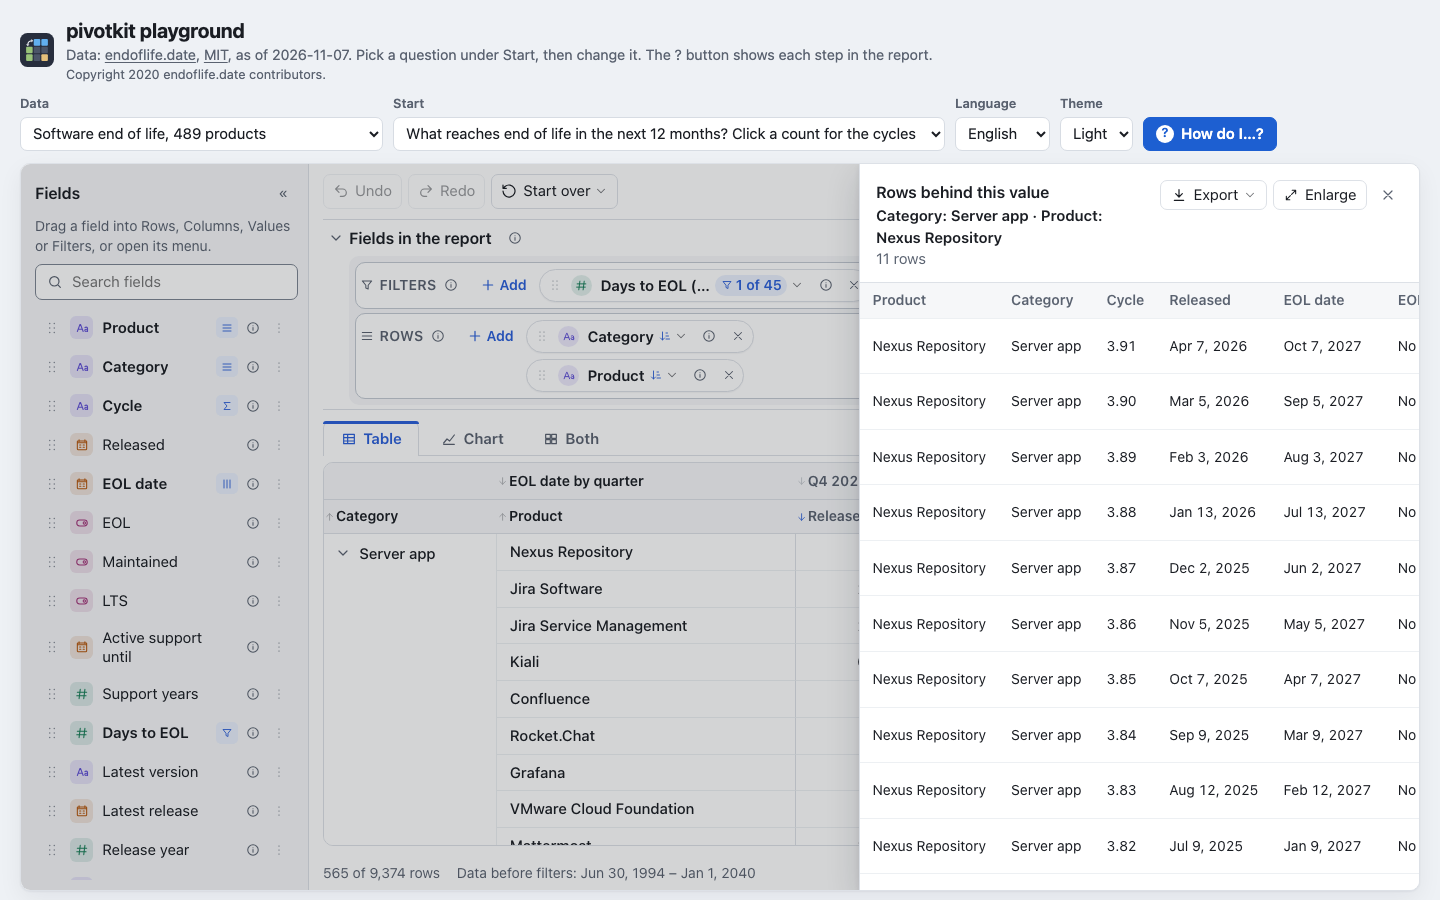 pivotkit playground
Data: endoflife.date, MIT, as of 2026-11-07. Pick a question under Start, then change it. The ? button shows each step in the report.
Copyright 2020 endoflife.date contributors.
Data
Start
Language
Theme
Software end of life, 489 products
What reaches end of life in the next 12 months? Click a count for the cycles
English
Light
? How do I...?
Fields «
Drag a field into Rows, Columns, Values
or Filters, or open its menu.
Search fields
Aa Product
Aa Category
Aa Cycle Σ
Released
EOL date
EOL
Maintained
LTS
Active support
until
# Support years
# Days to EOL
Aa Latest version
Latest release
# Release year
Undo
Redo
Start over
Fields in the report
FILTERS
+ Add
# Days to EOL (...
1 of 45
ROWS
+ Add
Aa Category
Aa Product
Table
Chart
Both
↓ EOL date by quarter
↓ Q4 202
↑ Category
↑ Product
↓ Release
Server app
Nexus Repository
Jira Software
Jira Service Management
Kiali
Confluence
Rocket.Chat
Grafana
VMware Cloud Foundation
Mattermost
565 of 9,374 rows
Data before filters: Jun 30, 1994 – Jan 1, 2040
Rows behind this value
Category: Server app · Product:
Nexus Repository
11 rows
Export
Enlarge
Product Category Cycle Released EOL date EOL
Nexus Repository Server app 3.91 Apr 7, 2026 Oct 7, 2027 No
Nexus Repository Server app 3.90 Mar 5, 2026 Sep 5, 2027 No
Nexus Repository Server app 3.89 Feb 3, 2026 Aug 3, 2027 No
Nexus Repository Server app 3.88 Jan 13, 2026 Jul 13, 2027 No
Nexus Repository Server app 3.87 Dec 2, 2025 Jun 2, 2027 No
Nexus Repository Server app 3.86 Nov 5, 2025 May 5, 2027 No
Nexus Repository Server app 3.85 Oct 7, 2025 Apr 7, 2027 No
Nexus Repository Server app 3.84 Sep 9, 2025 Mar 9, 2027 No
Nexus Repository Server app 3.83 Aug 12, 2025 Feb 12, 2027 No
Nexus Repository Server app 3.82 Jul 9, 2025 Jan 9, 2027 No